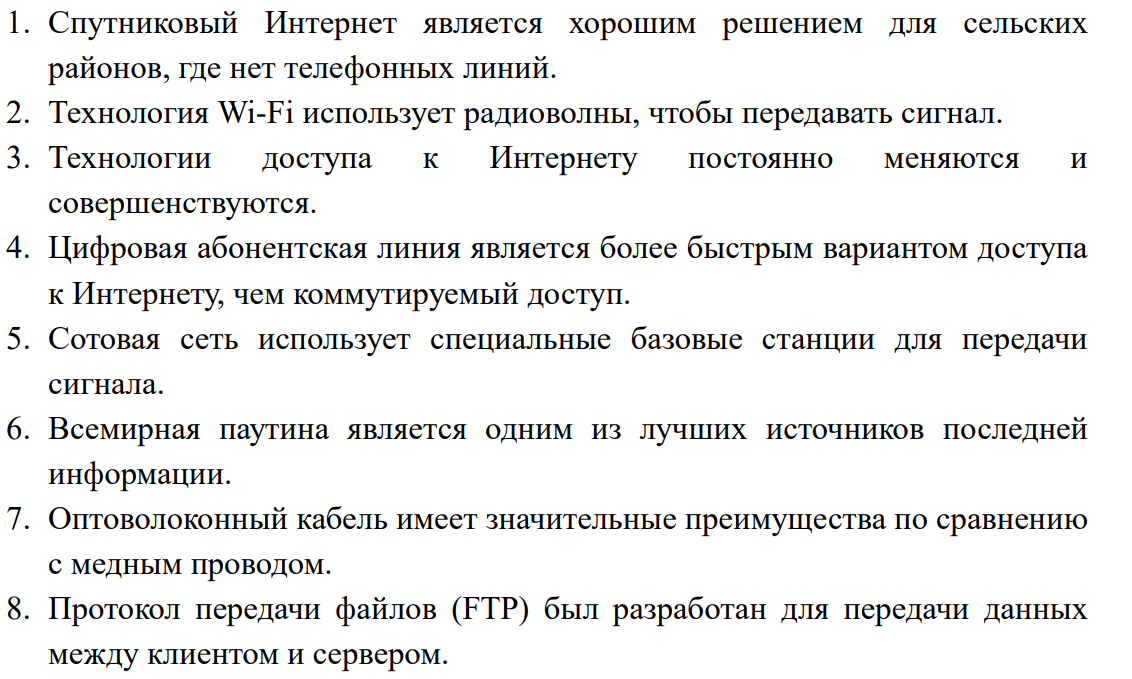 1. Спутниковый Интернет является хорошим решением для сельских
районов, где нет телефонных линий.
2. Технология Wi-Fi использует радиоволны, чтобы передавать сигнал.
3. Технологии доступа к Интернету постоянно меняются и
совершенствуются.
4. Цифровая абонентская линия является более быстрым вариантом доступа
к Интернету, чем коммутируемый доступ.
5. Сотовая сеть использует специальные базовые станции для передачи
сигнала.
6. Всемирная паутина является одним из лучших источников последней
информации.
7. Оптоволоконный кабель имеет значительные преимущества по сравнению
с медным проводом.
8. Протокол передачи файлов (FTP) был разработан для передачи данных
между клиентом и сервером.